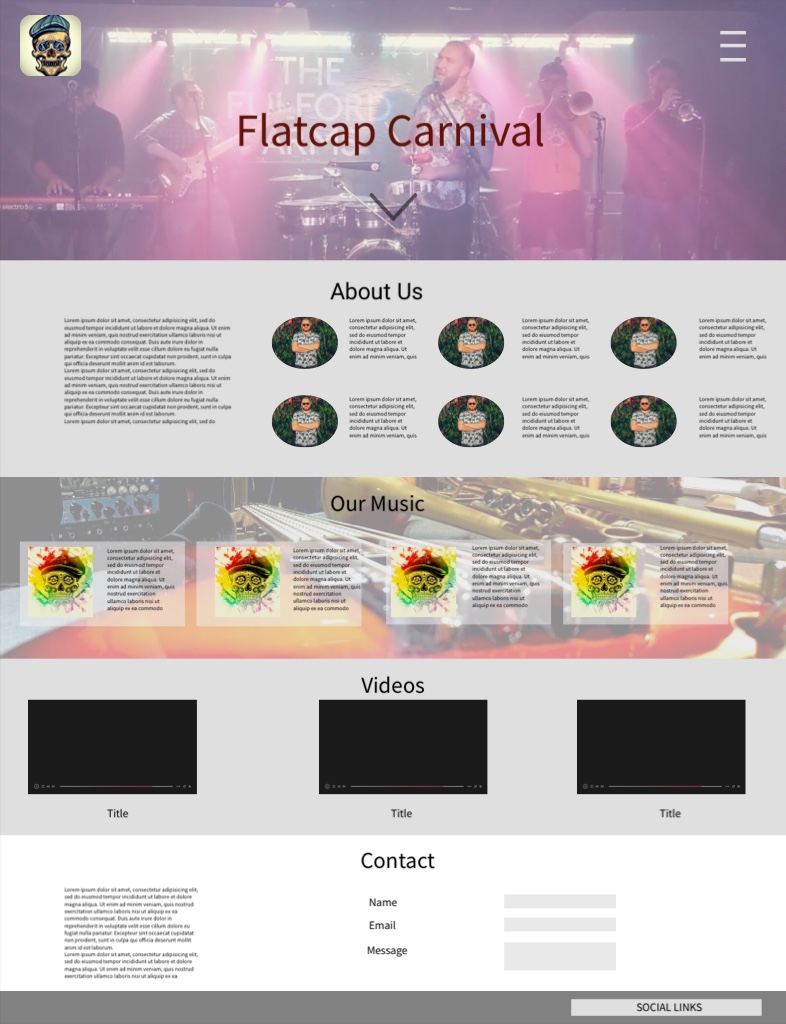 THE
FULFORD
ARMS
Flatcap Carnival
About Us
Lorem ipsum dolor sit amet, consectetur adipisicing elit, sed do
eiusmod tempor incididunt ut labore et dolore magna aliqua. Ut enim
ad minim veniam, quis nostrud exercitation ullamco laboris nisi ut
aliquip ex ea commodo consequat. Duis aute irure dolor in
reprehenderit in voluptate velit esse cillum dolore eu fugiat nulla
pariatur. Excepteur sint occaecat cupidatat non proident, sunt in culpa
qui officia deserunt mollit anim id est laborum.
Lorem ipsum dolor sit amet, consectetur adipisicing elit, sed do
eiusmod tempor incididunt ut labore et dolore magna aliqua. Ut enim
ad minim veniam, quis nostrud exercitation ullamco laboris nisi ut
aliquip ex ea commodo consequat. Duis aute irure dolor in
reprehenderit in voluptate velit esse cillum dolore eu fugiat nulla
pariatur. Excepteur sint occaecat cupidatat non proident, sunt in culpa
qui officia deserunt mollit anim id est laborum.
Lorem ipsum dolor sit amet, consectetur adipisicing elit, sed do
Lorem ipsum dolor sit amet,
consectetur adipisicing elit,
sed do eiusmod tempor
incididunt ut labore et
dolore magna aliqua. Ut
enim ad minim veniam, quis
Lorem ipsum dolor sit amet,
consectetur adipisicing elit,
sed do eiusmod tempor
incididunt ut labore et
dolore magna aliqua. Ut
enim ad minim veniam, quis
Lorem ipsum dolor sit amet,
consectetur adipisicing elit,
sed do eiusmod tempor
incididunt ut labore et
dolore magna aliqua. Ut
enim ad minim veniam, quis
Lorem ipsum dolor sit amet,
consectetur adipisicing elit,
sed do eiusmod tempor
incididunt ut labore et
dolore magna aliqua. Ut
enim ad minim veniam, quis
Lorem ipsum dolor sit amet,
consectetur adipisicing elit,
sed do eiusmod tempor
incididunt ut labore et
dolore magna aliqua. Ut
enim ad minim veniam, quis
Lorem ipsum dolor sit amet,
consectetur adipisicing elit,
sed do eiusmod tempor
incididunt ut labore et
dolore magna aliqua. Ut
enim ad minim veniam, quis
Our Music
Lorem ipsum dolor sit amet,
consectetur adipisicing elit,
sed do eiusmod tempor
incididunt ut labore et
dolore magna aliqua. Ut
enim ad minim veniam, quis
nostrud exercitation
ullamco laboris nisi ut
aliquip ex ea commodo
Lorem ipsum dolor sit amet,
consectetur adipisicing elit,
sed do eiusmod tempor
incididunt ut labore et
dolore magna aliqua. Ut
enim ad minim veniam, quis
nostrud exercitation
ullamco laboris nisi ut
aliquip ex ea commodo
Lorem ipsum dolor sit amet,
consectetur adipisicing elit,
sed do eiusmod tempor
incididunt ut labore et
dolore magna aliqua. Ut
enim ad minim veniam, quis
nostrud exercitation
ullamco laboris nisi ut
aliquip ex ea commodo
Lorem ipsum dolor sit amet,
consectetur adipisicing elit,
sed do eiusmod tempor
incididunt ut labore et
dolore magna aliqua. Ut
enim ad minim veniam, quis
nostrud exercitation
ullamco laboris nisi ut
aliquip ex ea commodo
Videos
Title
Title
Title
Contact
Lorem ipsum dolor sit amet, consectetur adipisicing elit,
sed do eiusmod tempor incididunt ut labore et dolore
magna aliqua. Ut enim ad minim veniam, quis nostrud
exercitation ullamco laboris nisi ut aliquip ex ea
commodo consequat. Duis aute irure dolor in
reprehenderit in voluptate velit esse cillum dolore eu
fugiat nulla pariatur. Excepteur sint occaecat cupidatat
non proident, sunt in culpa qui officia deserunt mollit
anim id est laborum.
Lorem ipsum dolor sit amet, consectetur adipisicing elit,
sed do eiusmod tempor incididunt ut labore et dolore
magna aliqua. Ut enim ad minim veniam, quis nostrud
exercitation ullamco laboris nisi ut aliquip ex ea
Name
Email
Message
SOCIAL LINKS